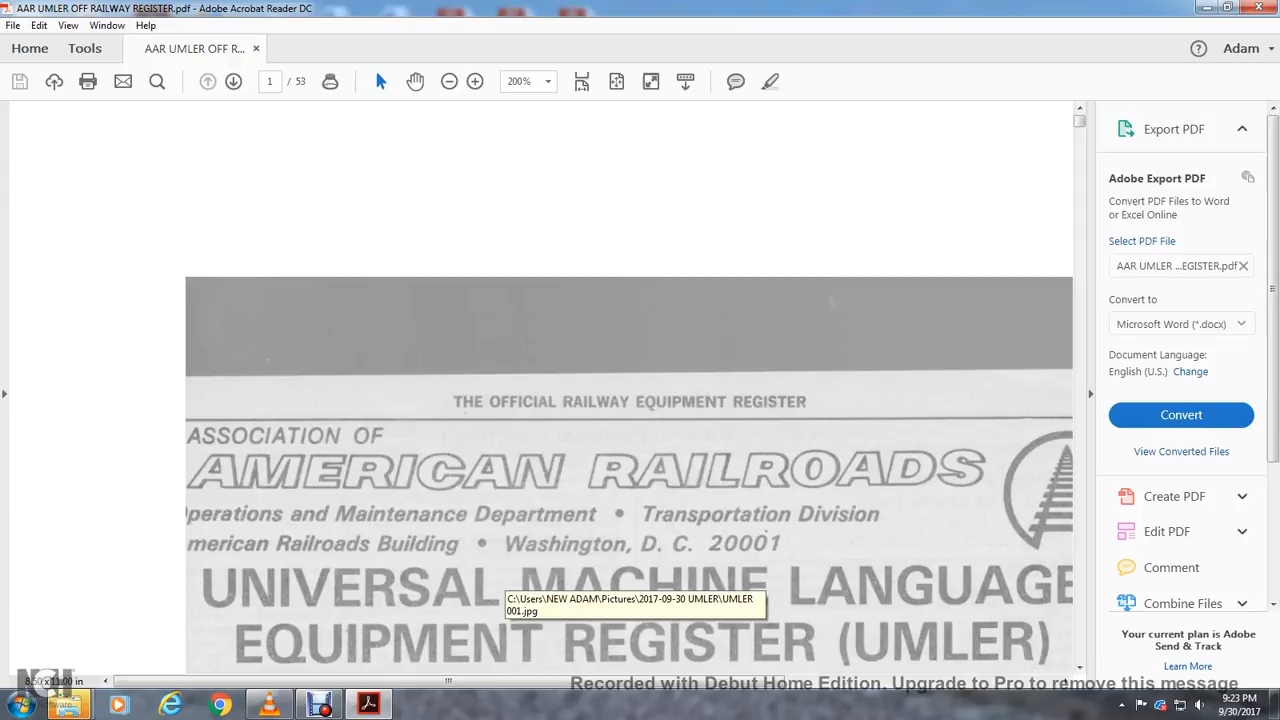 AAR UMLER OFF RAILWAY REGISTER.pdf - Adobe Acrobat Reader DC
File Edit View Window Help
Home Tools AAR UMLER OFF R... × Adam
1 / 53 200%
Export PDF
Adobe Export PDF
Convert PDF Files to Word
or Excel Online
Select PDF File
AAR UMLER ...EGISTER.pdf
Convert to
Microsoft Word (*.docx)
Document Language:
English (U.S.) Change
Convert
View Converted Files
Create PDF
Edit PDF
Comment
Combine Files
Your current plan is Adobe
Send & Track
Learn More
THE OFFICIAL RAILWAY EQUIPMENT REGISTER
ASSOCIATION OF
AMERICAN RAILROADS
perations and Maintenance Department • Transportation Division
merican Railroads Building • Washington, D. C. 20001
UNIVERSAL MACHINE LANGUAGE
EQUIPMENT REGISTER (UMLER)
C:\Users\NEW ADAM\Pictures\2017-09-30 UMLER\UMLER
001.jpg
8.50 x 11.00 in
Recorded with Debut Home Edition. Upgrade to Pro to remove this message
9:23 PM
9/30/2017